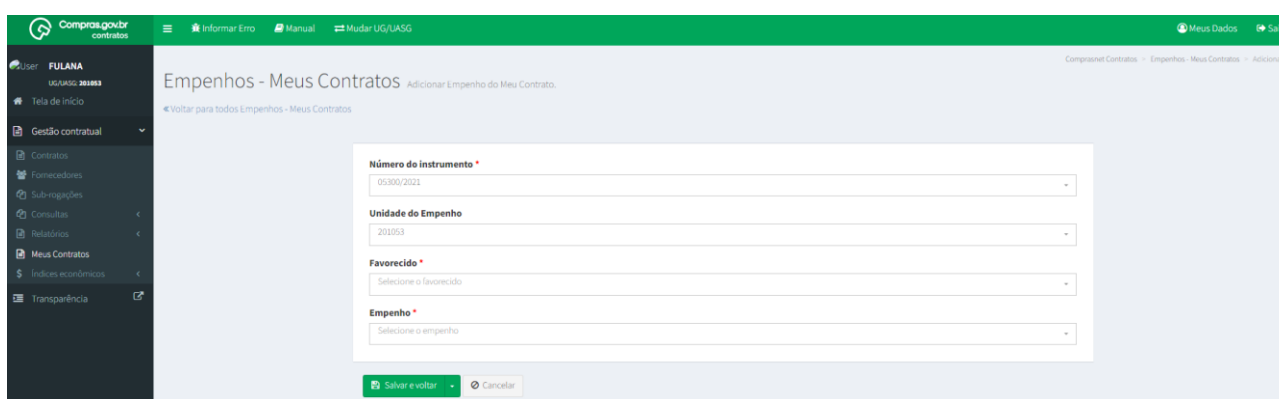 Compras.gov.br
contratos
Informar Erro
Manual
Mudar UG/UASG
Meus Dados
User
FULANA
UG/UASG: 201053
Tela de início
Gestão contratual
Contratos
Fornecedores
Sub-rogações
Consultas
Relatórios
Meus Contratos
$ Índices econômicos
Transparência
Comprasnet Contratos > Empenhos - Meus Contratos >
Empenhos - Meus Contratos Adicionar Empenho do Meu Contrato.
«Voltar para todos Empenhos - Meus Contratos
Número do instrumento *
05300/2021
Unidade do Empenho
201053
Favorecido *
Selecione o favorecido
Empenho *
Selecione o empenho
Salvar e voltar
Cancelar